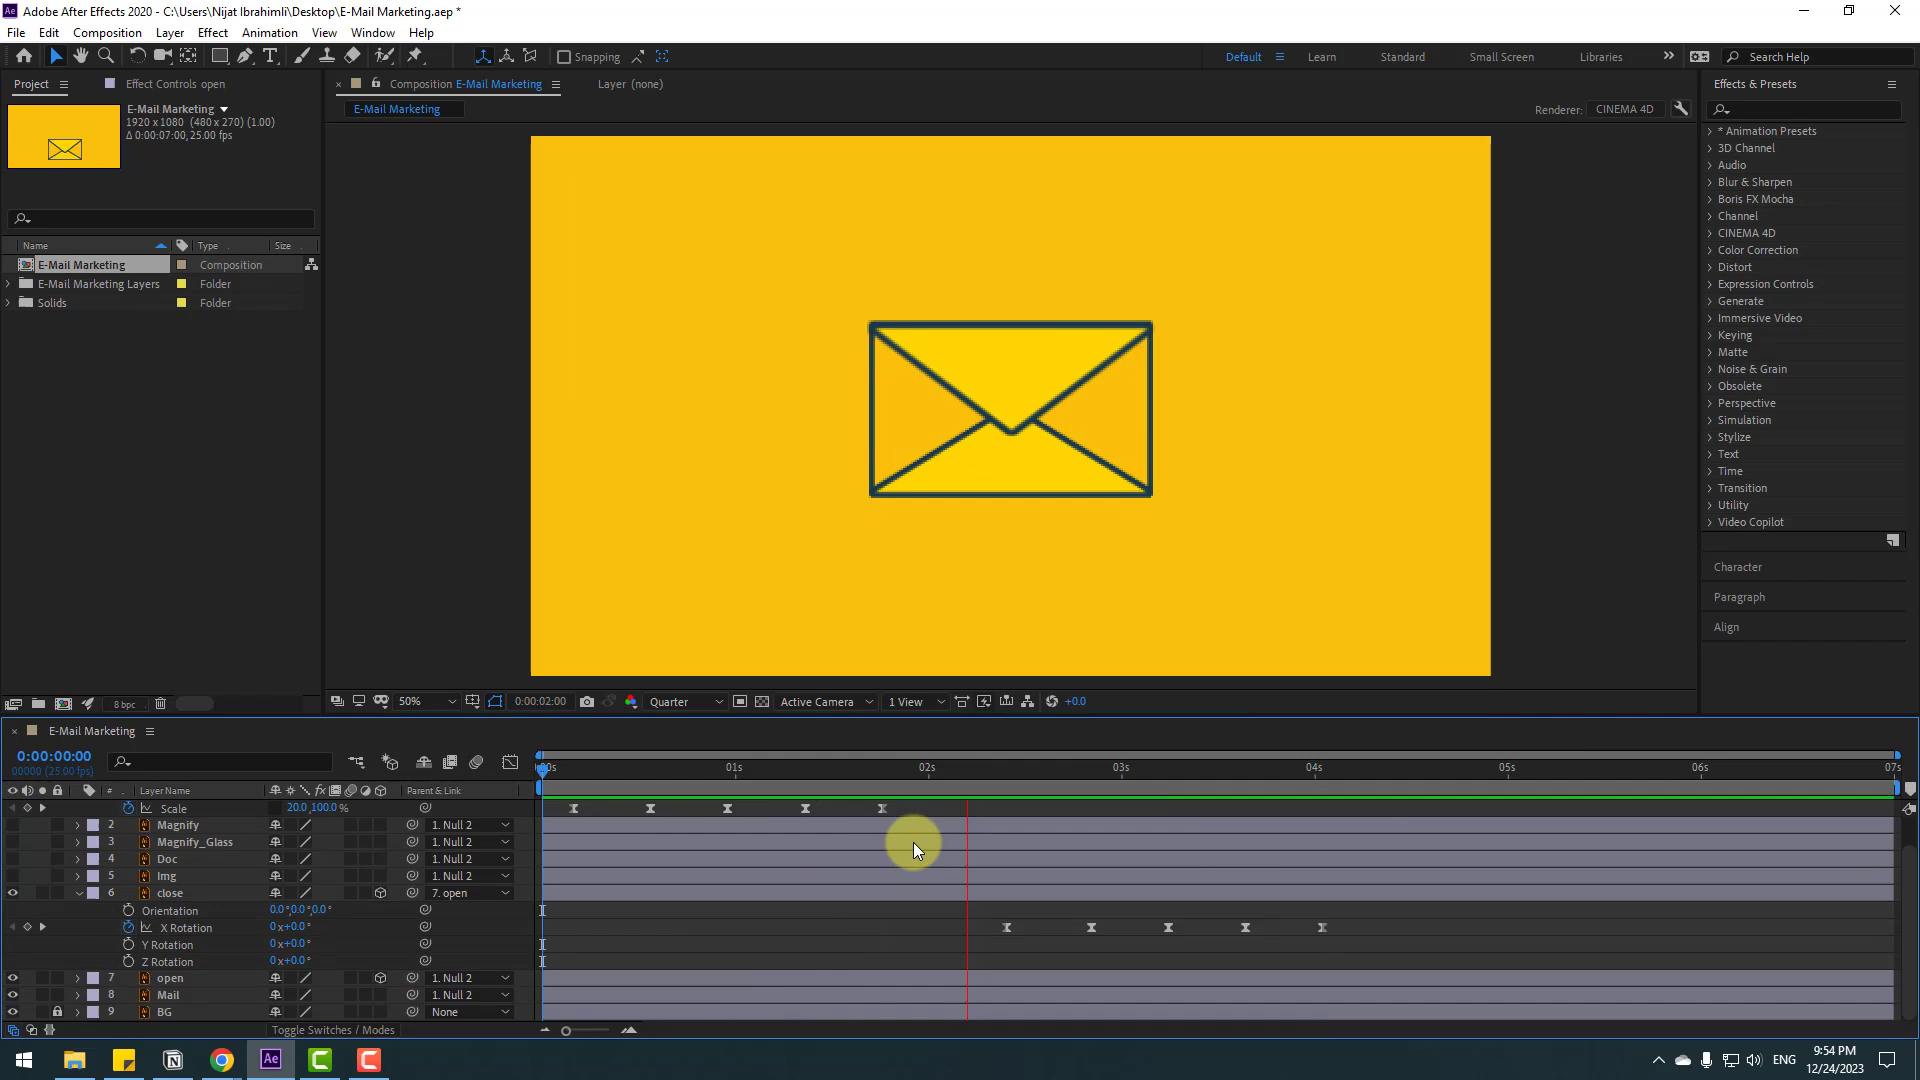 Ae Adobe After Effects 2020 - C:\Users\Nijat Ibrahimli\Desktop\E-Mail Marketing.aep *
File Edit Composition Layer Effect Animation View Window Help
Snapping Default Learn Standard Small Screen Libraries Search Help
Project Effect Controls open
E-Mail Marketing
1920 x 1080 (480 x 270) (1.00)
Δ 0:00:07:00, 25.00 fps
Name Type Size
E-Mail Marketing Composition
E-Mail Marketing Layers Folder
Solids Folder
8 bpc
Composition E-Mail Marketing Layer (none)
E-Mail Marketing Renderer: CINEMA 4D
50% 0:00:02:00 Quarter Active Camera 1 View +0.0
Effects & Presets
* Animation Presets
3D Channel
Audio
Blur & Sharpen
Boris FX Mocha
Channel
CINEMA 4D
Color Correction
Distort
Expression Controls
Generate
Immersive Video
Keying
Matte
Noise & Grain
Obsolete
Perspective
Simulation
Stylize
Text
Time
Transition
Utility
Video Copilot
Character
Paragraph
Align
E-Mail Marketing
0:00:00:00
00000 (25.00 fps)
00s 01s 02s 03s 04s 05s 06s 07s
# Layer Name fx Parent & Link
Scale 20.0,100.0 %
2 Magnify 1. Null 2
3 Magnify_Glass 1. Null 2
4 Doc 1. Null 2
5 Img 1. Null 2
6 close 7. open
Orientation 0.0°,0.0°,0.0°
X Rotation 0x+0.0°
Y Rotation 0x+0.0°
Z Rotation 0x+0.0°
7 open 1. Null 2
8 Mail 1. Null 2
9 BG None
Toggle Switches / Modes
Ae
ENG
9:54 PM
12/24/2023